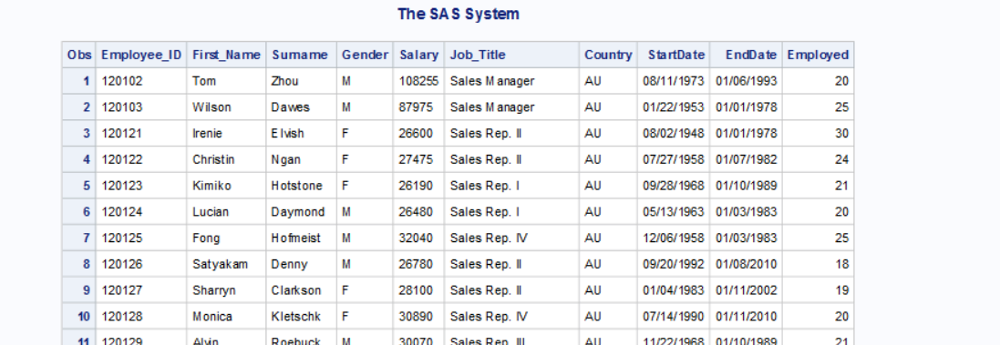 The SAS System
Obs Employee_ID First_Name Surname Gender Salary Job_Title Country StartDate EndDate Employed
1 120102 Tom Zhou M 108255 Sales Manager AU 08/11/1973 01/06/1993 20
2 120103 Wilson Dawes M 87975 Sales Manager AU 01/22/1953 01/01/1978 25
3 120121 Irenie Elvish F 26600 Sales Rep. II AU 08/02/1948 01/01/1978 30
4 120122 Christin Ngan F 27475 Sales Rep. II AU 07/27/1958 01/07/1982 24
5 120123 Kimiko Hotstone F 26190 Sales Rep. I AU 09/28/1968 01/10/1989 21
6 120124 Lucian Daymond M 26480 Sales Rep. I AU 05/13/1963 01/03/1983 20
7 120125 Fong Hofmeist M 32040 Sales Rep. IV AU 12/06/1958 01/03/1983 25
8 120126 Satyakam Denny M 26780 Sales Rep. II AU 09/20/1992 01/08/2010 18
9 120127 Sharryn Clarkson F 28100 Sales Rep. II AU 01/04/1983 01/11/2002 19
10 120128 Monica Kletschk F 30890 Sales Rep. IV AU 07/14/1990 01/11/2010 20
11 120129 Alvin Roebuck M 30070 Sales Rep. III AU 11/22/1968 01/10/1989 21